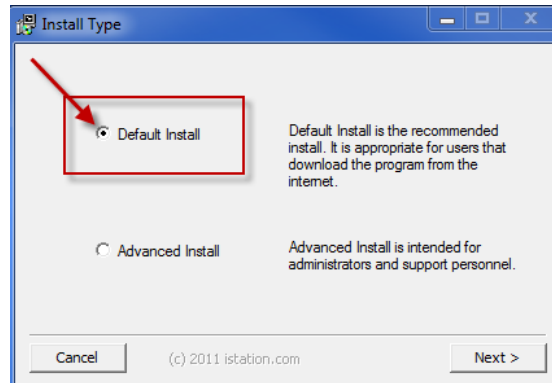 Install Type
Default Install
Default Install is the recommended
install. It is appropriate for users that
download the program from the
internet.
Advanced Install
Advanced Install is intended for
administrators and support personnel.
Cancel
(c) 2011 istation.com
Next >